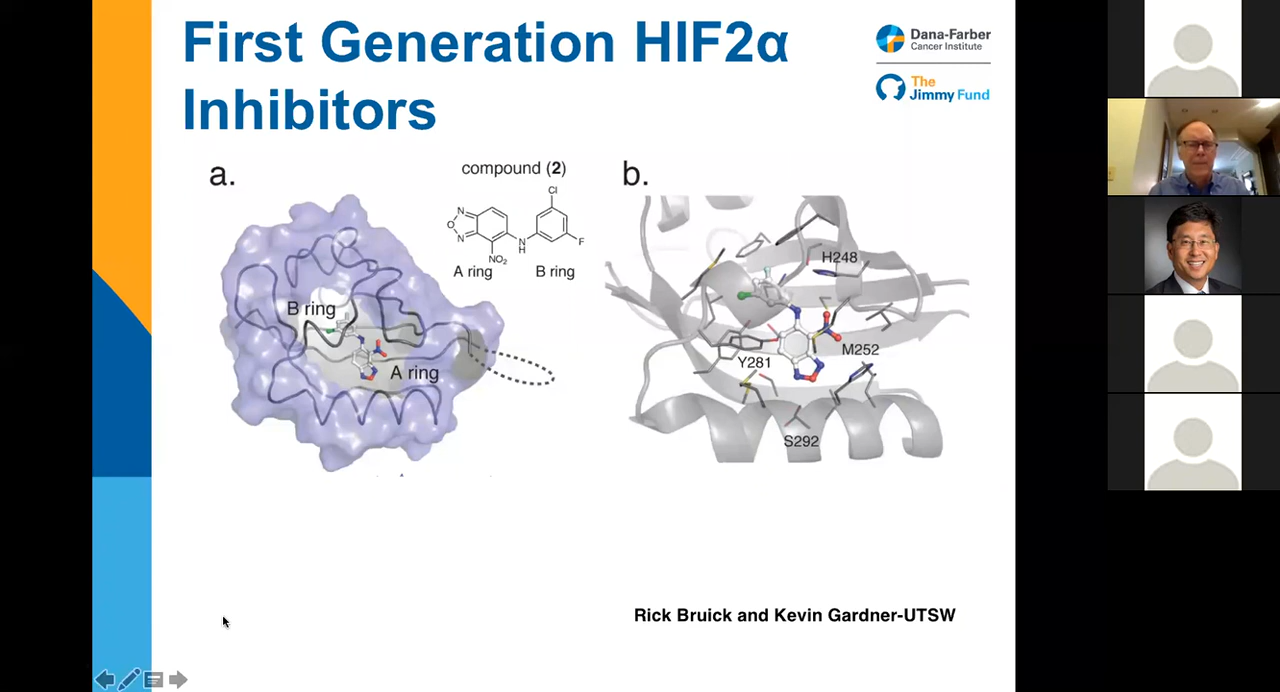 First Generation HIF2α
Inhibitors
Dana-Farber
Cancer Institute
The
Jimmy Fund
a.
compound (2)
Cl
N
O
N
N
H
F
NO2
A ring
B ring
B ring
A ring
b.
H248
Y281
M252
S292
Rick Bruick and Kevin Gardner-UTSW